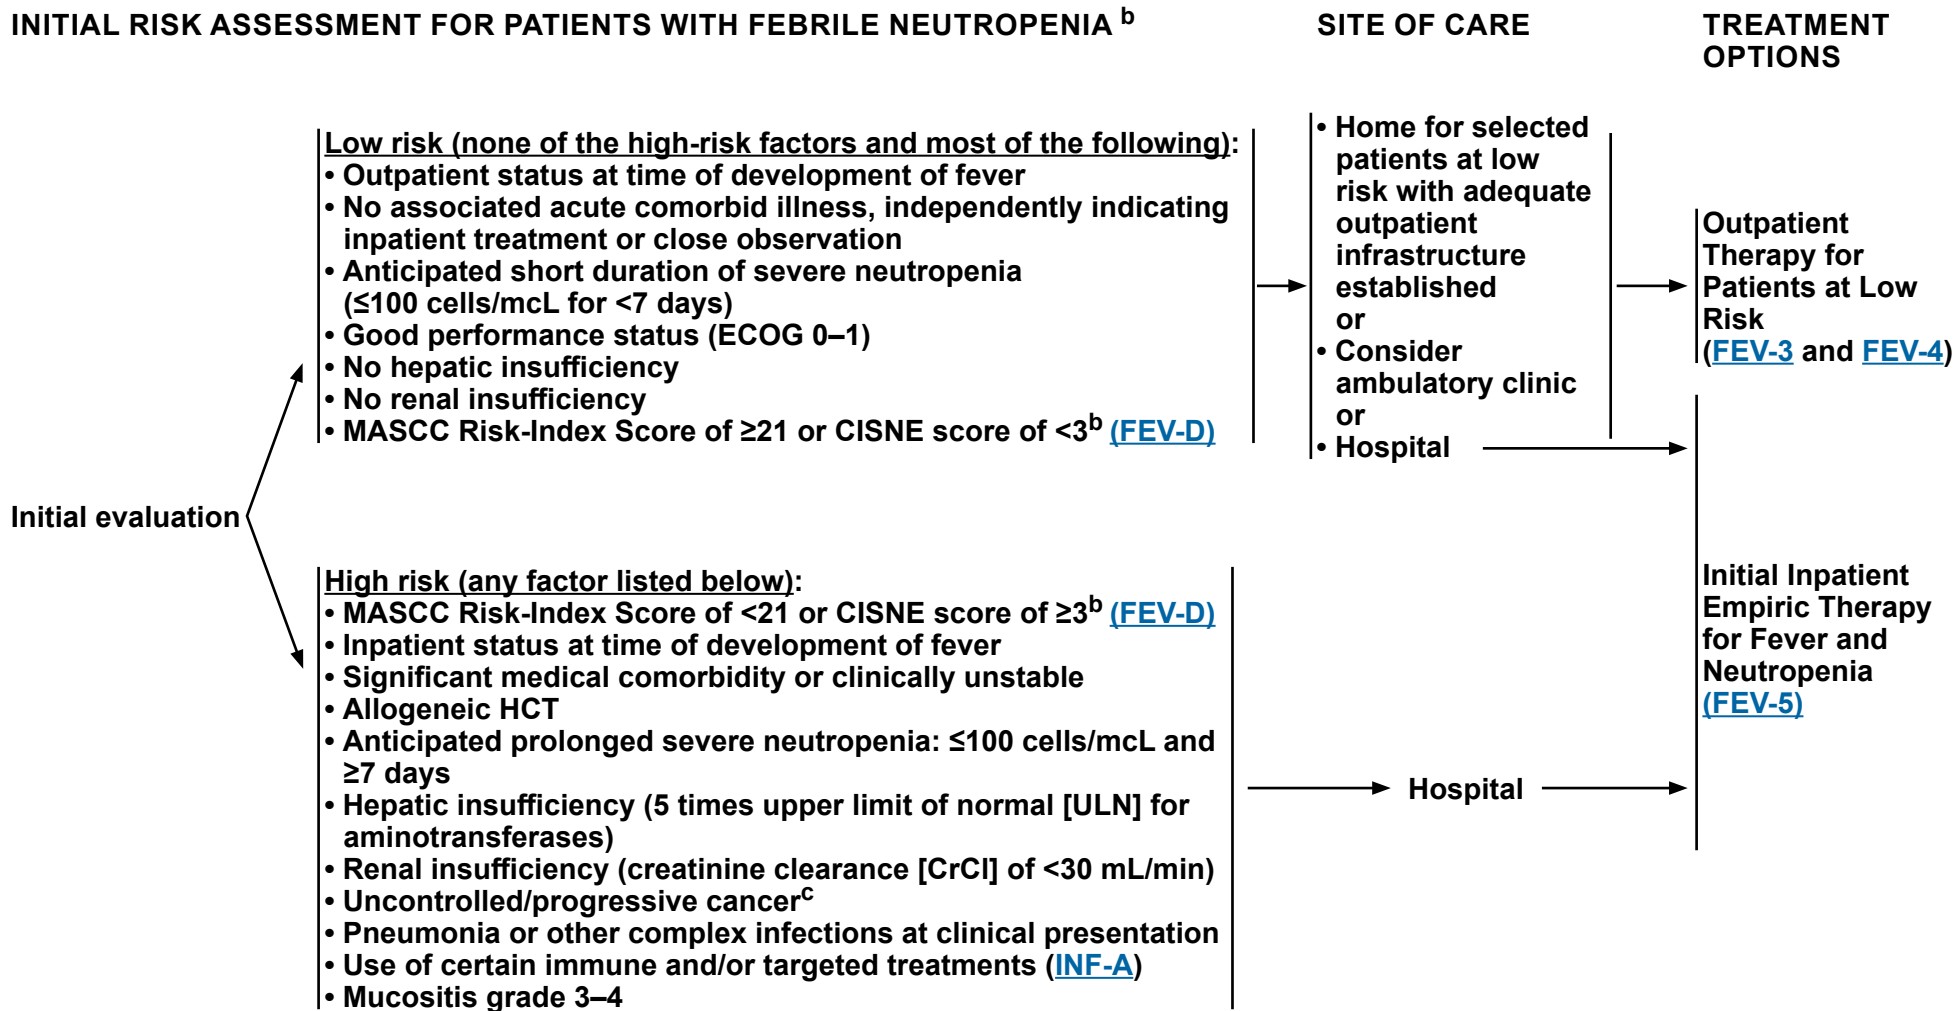 INITIAL RISK ASSESSMENT FOR PATIENTS WITH FEBRILE NEUTROPENIA b
SITE OF CARE
TREATMENT
OPTIONS
Initial evaluation
Low risk (none of the high-risk factors and most of the following):
• Outpatient status at time of development of fever
• No associated acute comorbid illness, independently indicating
inpatient treatment or close observation
• Anticipated short duration of severe neutropenia
(≤100 cells/mcL for <7 days)
• Good performance status (ECOG 0–1)
• No hepatic insufficiency
• No renal insufficiency
• MASCC Risk-Index Score of ≥21 or CISNE score of <3b (FEV-D)
• Home for selected
patients at low
risk with adequate
outpatient
infrastructure
established
or
• Consider
ambulatory clinic
or
• Hospital
Outpatient
Therapy for
Patients at Low
Risk
(FEV-3 and FEV-4)
High risk (any factor listed below):
• MASCC Risk-Index Score of <21 or CISNE score of ≥3b (FEV-D)
• Inpatient status at time of development of fever
• Significant medical comorbidity or clinically unstable
• Allogeneic HCT
• Anticipated prolonged severe neutropenia: ≤100 cells/mcL and
≥7 days
• Hepatic insufficiency (5 times upper limit of normal [ULN] for
aminotransferases)
• Renal insufficiency (creatinine clearance [CrCl] of <30 mL/min)
• Uncontrolled/progressive cancerc
• Pneumonia or other complex infections at clinical presentation
• Use of certain immune and/or targeted treatments (INF-A)
• Mucositis grade 3–4
Hospital
Initial Inpatient
Empiric Therapy
for Fever and
Neutropenia
(FEV-5)